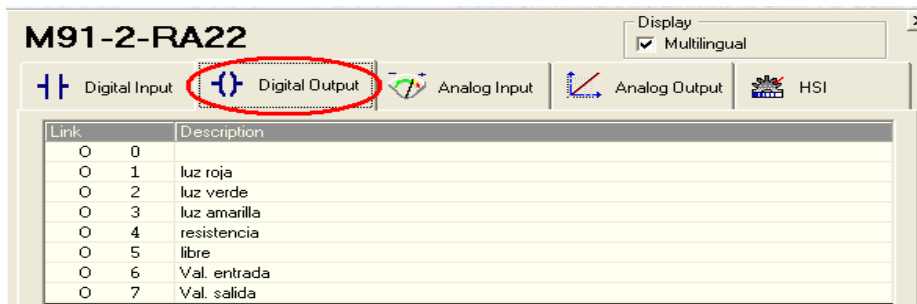 M91-2-RA22
Display
Multilingual
Digital Input Digital Output Analog Input Analog Output HSI
Link Description
O 0
O 1 luz roja
O 2 luz verde
O 3 luz amarilla
O 4 resistencia
O 5 libre
O 6 Val. entrada
O 7 Val. salida